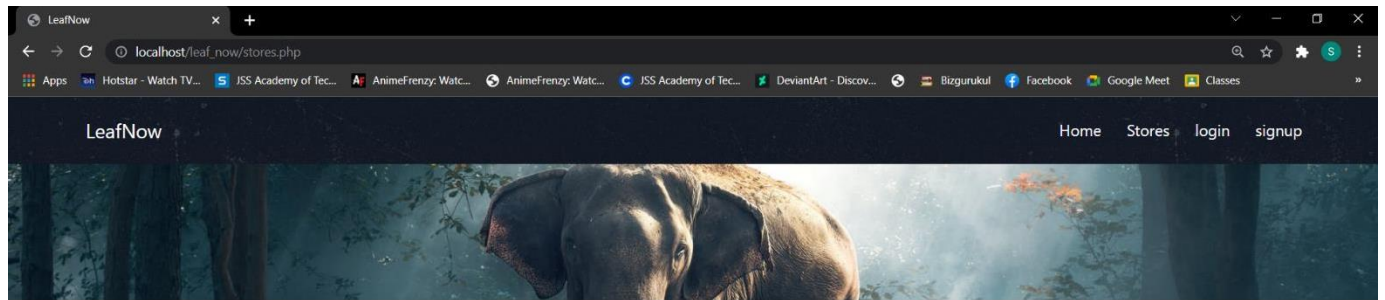 LeafNow
localhost/leaf_now/stores.php
S
Apps Hotstar - Watch TV... S JSS Academy of Tec... AF AnimeFrenzy: Watc... AnimeFrenzy: Watc... C JSS Academy of Tec... DeviantArt - Discov... Bizgurukul Facebook Google Meet Classes »
LeafNow Home Stores login signup